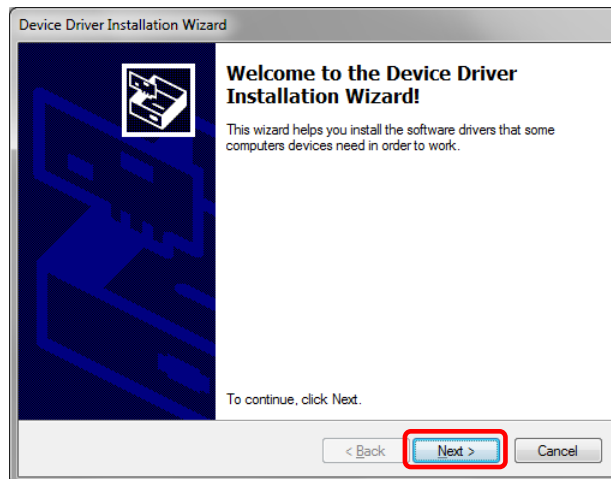 Device Driver Installation Wizard
Welcome to the Device Driver
Installation Wizard!
This wizard helps you install the software drivers that some
computers devices need in order to work.
To continue, click Next.
< Back
Next >
Cancel